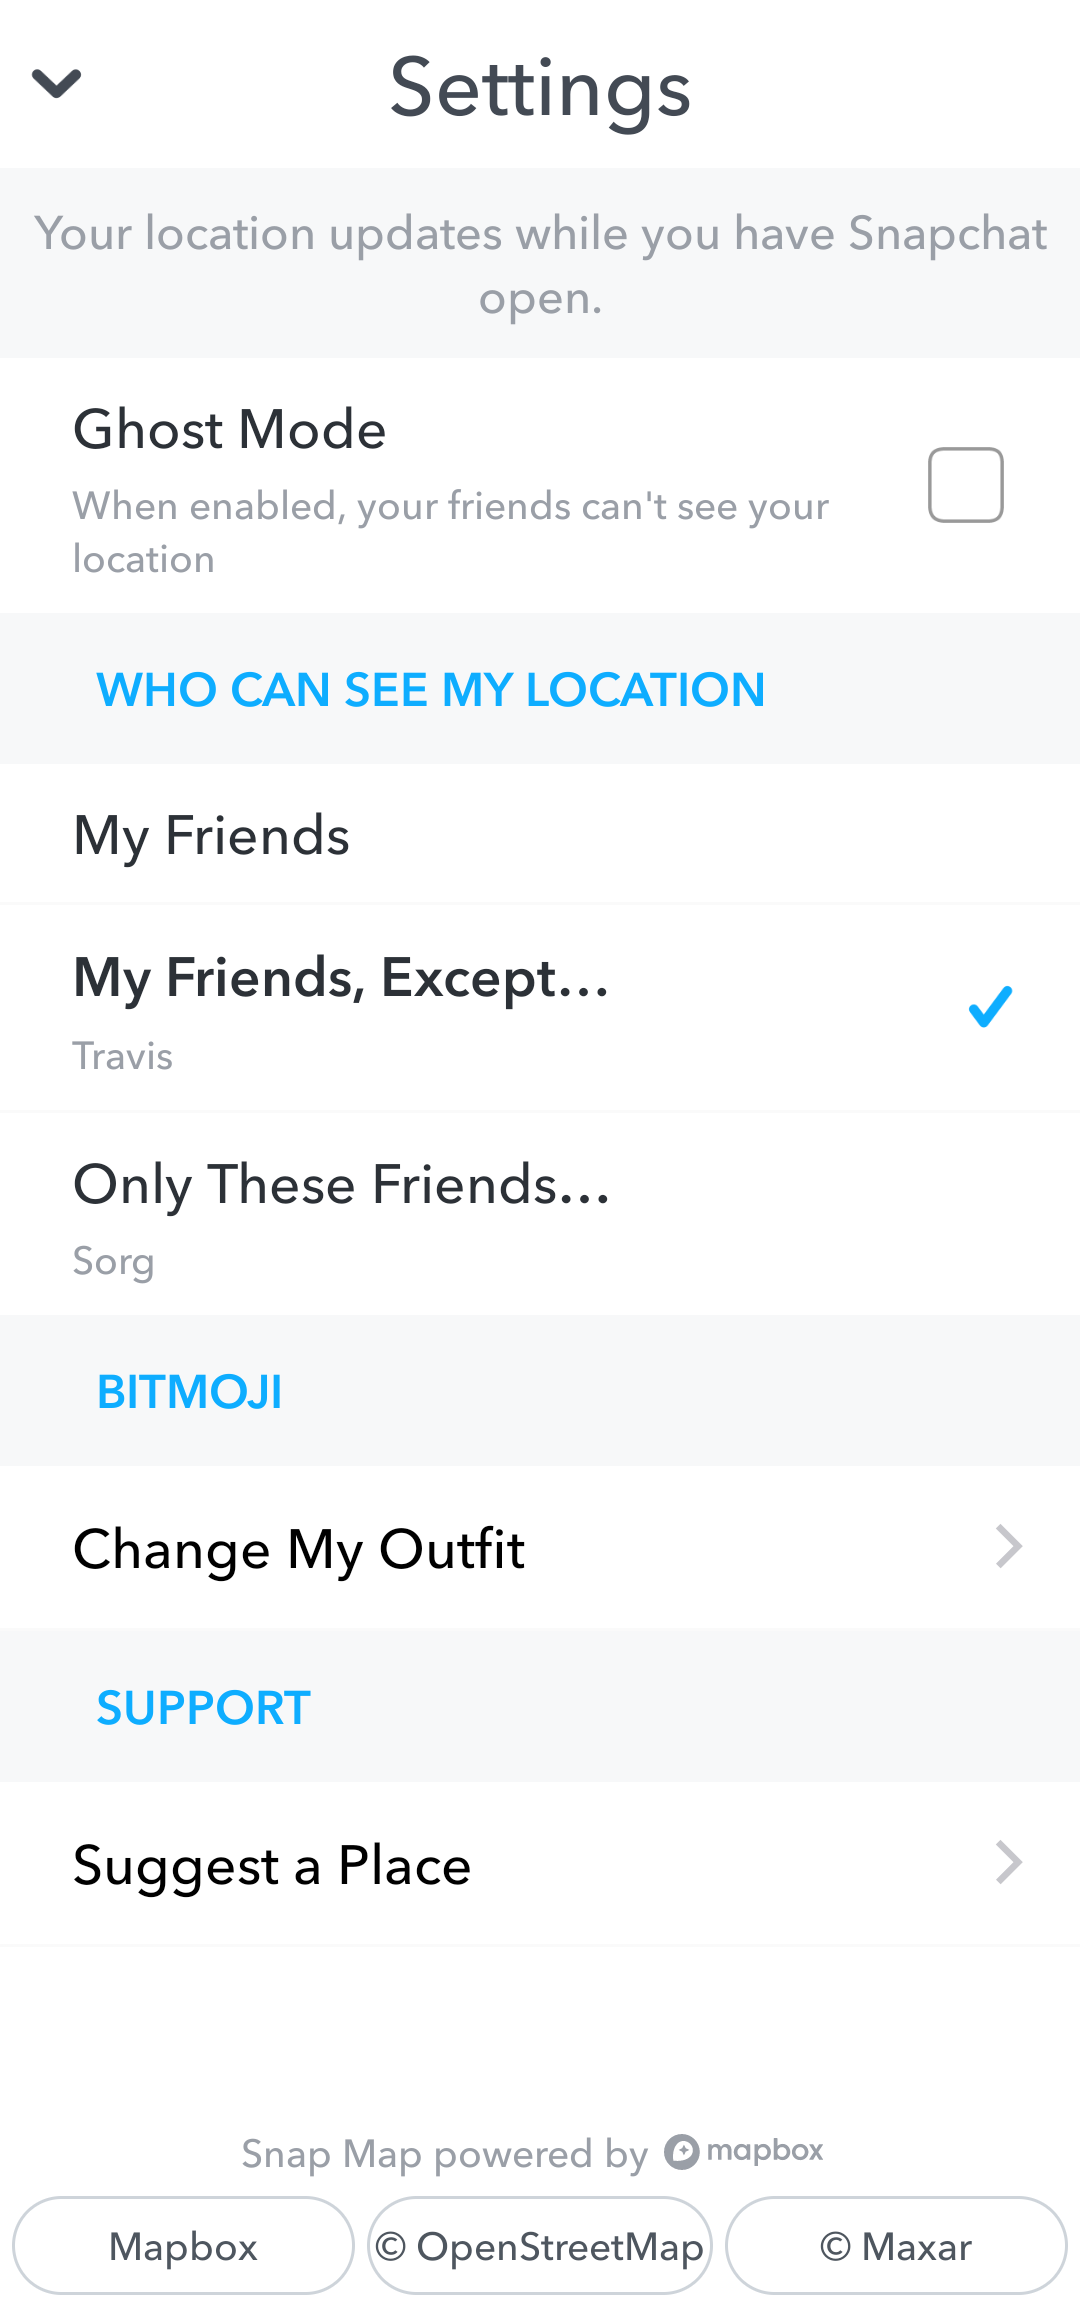 Settings
Your location updates while you have Snapchat
open.
Ghost Mode
When enabled, your friends can't see your
location
WHO CAN SEE MY LOCATION
My Friends
My Friends, Except...
Travis
Only These Friends...
Sorg
BITMOJI
Change My Outfit
SUPPORT
Suggest a Place
Snap Map powered by mapbox
Mapbox © OpenStreetMap © Maxar